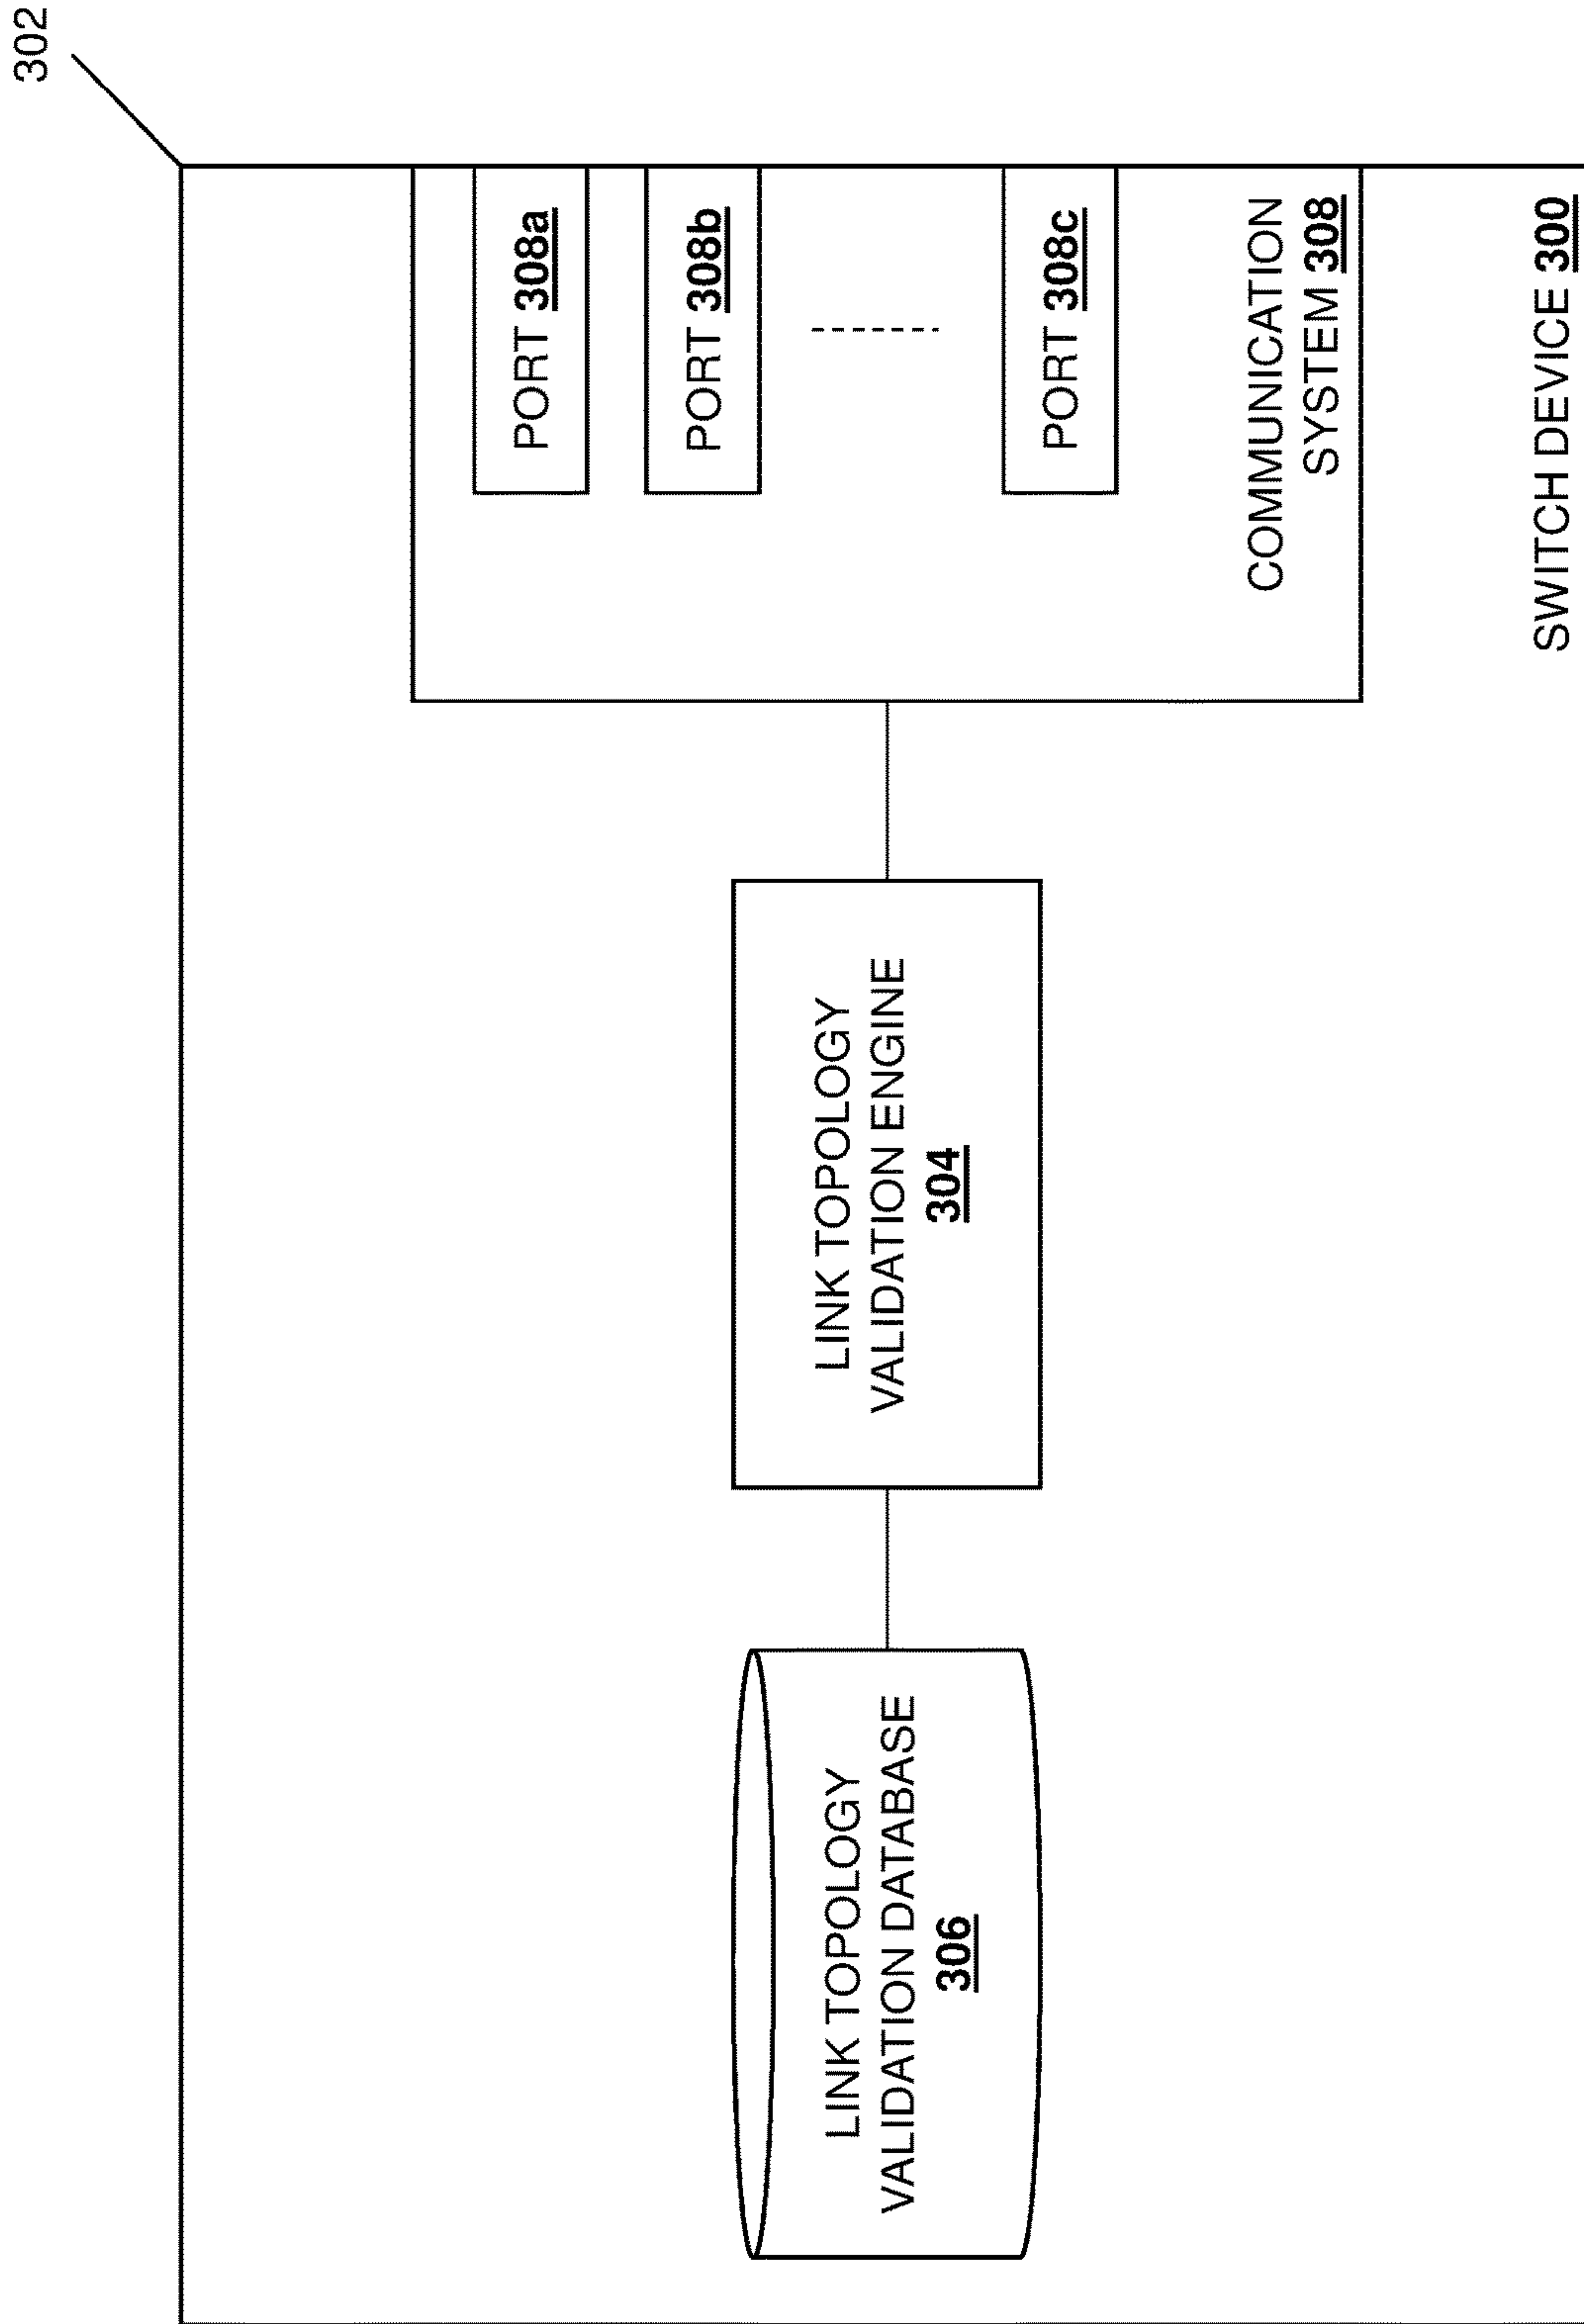 302
LINK TOPOLOGY
VALIDATION DATABASE
306
LINK TOPOLOGY
VALIDATION ENGINE
304
PORT 308a
PORT 308b
PORT 308c
COMMUNICATION
SYSTEM 308
SWITCH DEVICE 300